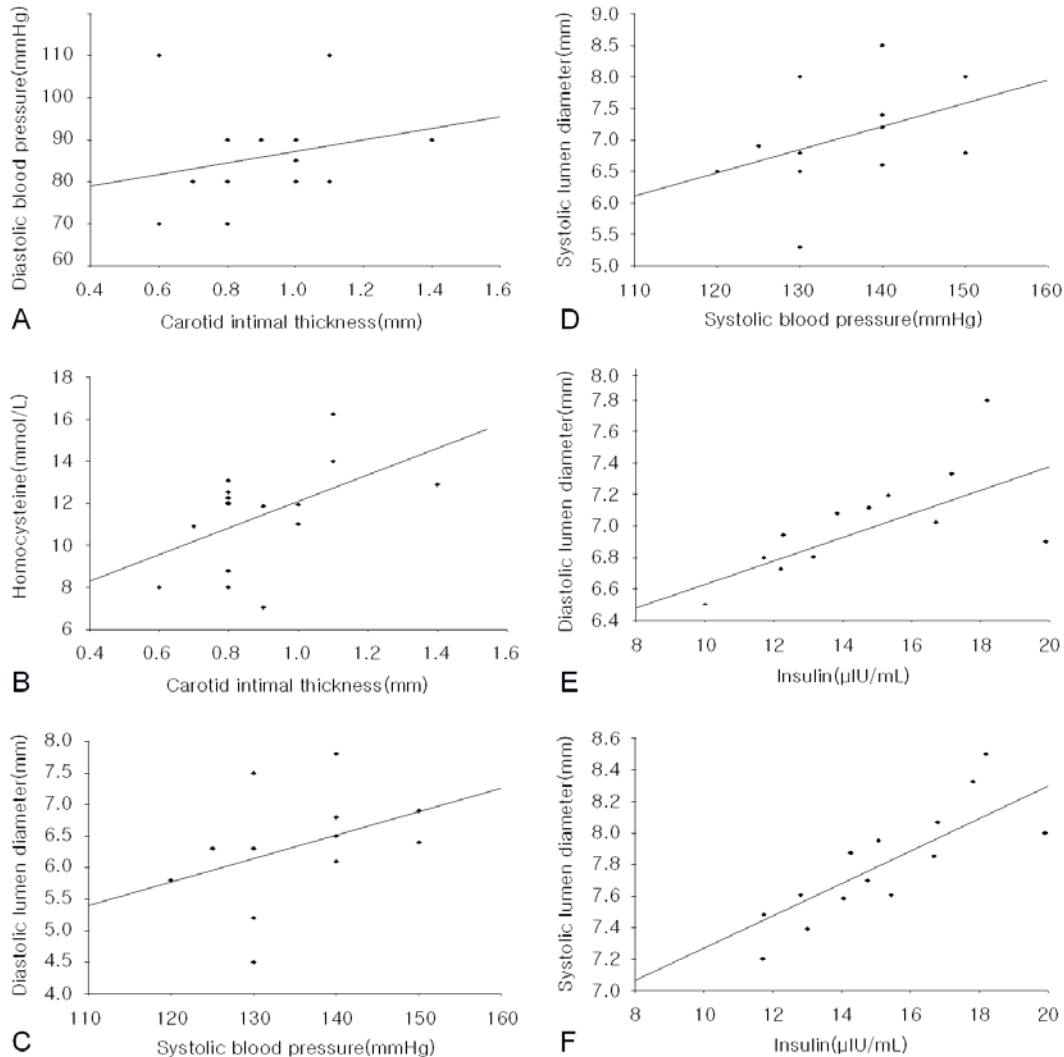 Diastolic blood pressure(mmHg)
110
100
90
80
70
60
0.4 0.6 0.8 1.0 1.2 1.4 1.6
Carotid intimal thickness(mm)
A
Homocysteine(mmol/L)
18
16
14
12
10
8
6
0.4 0.6 0.8 1.0 1.2 1.4 1.6
Carotid intimal thickness(mm)
B
Diastolic lumen diameter(mm)
8.0
7.5
7.0
6.5
6.0
5.5
5.0
4.5
4.0
110 120 130 140 150 160
Systolic blood pressure(mmHg)
C
Systolic lumen diameter(mm)
9.0
8.5
8.0
7.5
7.0
6.5
6.0
5.5
5.0
110 120 130 140 150 160
Systolic blood pressure(mmHg)
D
Diastolic lumen diameter(mm)
8.0
7.8
7.6
7.4
7.2
7.0
6.8
6.6
6.4
8 10 12 14 16 18 20
Insulin(μIU/mL)
E
Systolic lumen diameter(mm)
8.6
8.4
8.2
8.0
7.8
7.6
7.4
7.2
7.0
8 10 12 14 16 18 20
Insulin(μIU/mL)
F